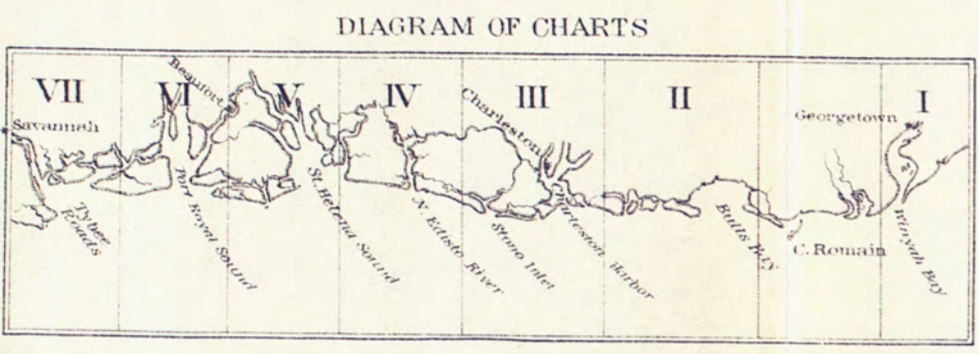 DIAGRAM OF CHARTS
VII
VI
V
IV
III
II
I
Savannah
Beaufort
Charleston
Georgetown
Tybee
Roads
Port Royal Sound
St. Helena Sound
N. Edisto River
Stono Inlet
Charleston Harbor
Bulls Bay.
C. Romain
Winyah Bay